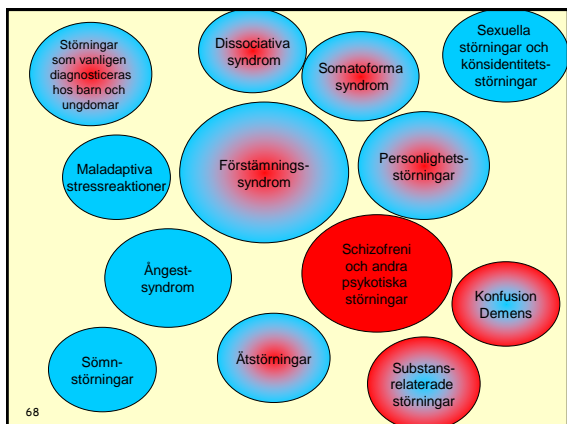 Störningar
som vanligen
diagnosticeras
hos barn och
ungdomar
Dissociativa
syndrom
Somatoforma
syndrom
Sexuella
störningar och
könsidentitets-
störningar
Maladaptiva
stressreaktioner
Förstämnings-
syndrom
Personlighets-
störningar
Ångest-
syndrom
Schizofreni
och andra
psykotiska
störningar
Konfusion
Demens
Sömn-
störningar
Ätstörningar
Substans-
relaterade
störningar
68